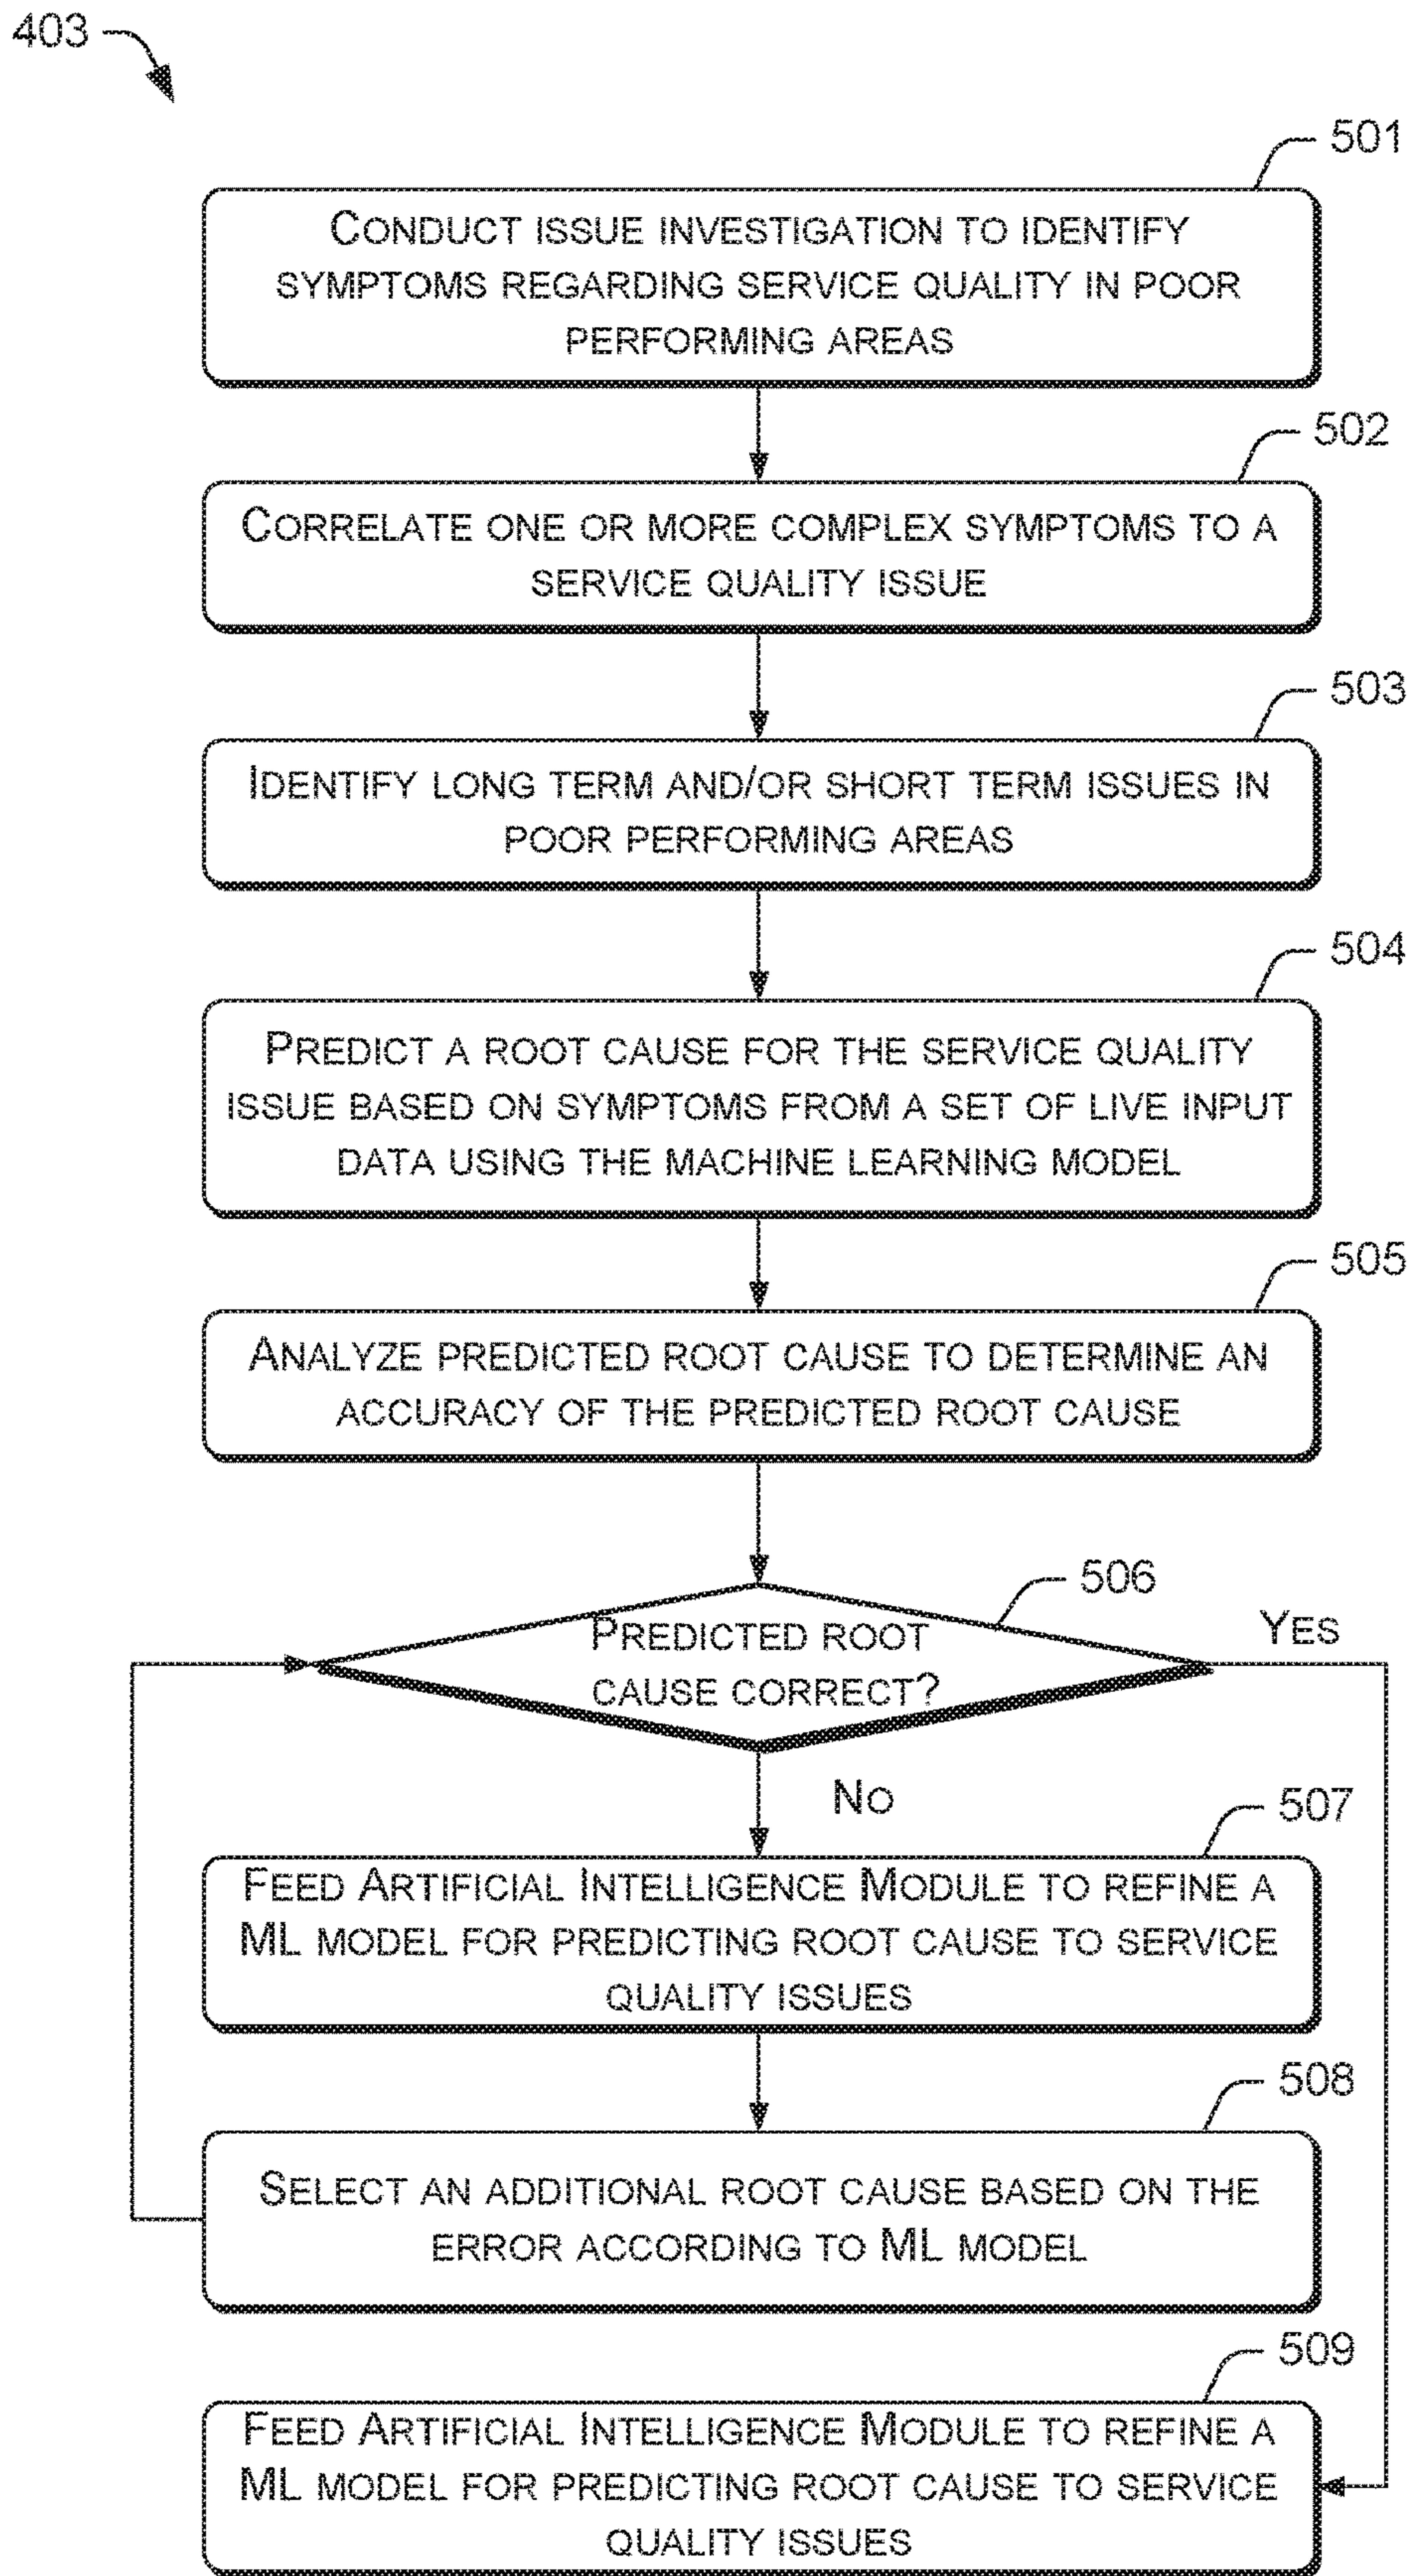 403
501
CONDUCT ISSUE INVESTIGATION TO IDENTIFY
SYMPTOMS REGARDING SERVICE QUALITY IN POOR
PERFORMING AREAS
502
CORRELATE ONE OR MORE COMPLEX SYMPTOMS TO A
SERVICE QUALITY ISSUE
503
IDENTIFY LONG TERM AND/OR SHORT TERM ISSUES IN
POOR PERFORMING AREAS
504
PREDICT A ROOT CAUSE FOR THE SERVICE QUALITY
ISSUE BASED ON SYMPTOMS FROM A SET OF LIVE INPUT
DATA USING THE MACHINE LEARNING MODEL
505
ANALYZE PREDICTED ROOT CAUSE TO DETERMINE AN
ACCURACY OF THE PREDICTED ROOT CAUSE
506
PREDICTED ROOT
CAUSE CORRECT?
YES
NO
507
FEED ARTIFICIAL INTELLIGENCE MODULE TO REFINE A
ML MODEL FOR PREDICTING ROOT CAUSE TO SERVICE
QUALITY ISSUES
508
SELECT AN ADDITIONAL ROOT CAUSE BASED ON THE
ERROR ACCORDING TO ML MODEL
509
FEED ARTIFICIAL INTELLIGENCE MODULE TO REFINE A
ML MODEL FOR PREDICTING ROOT CAUSE TO SERVICE
QUALITY ISSUES